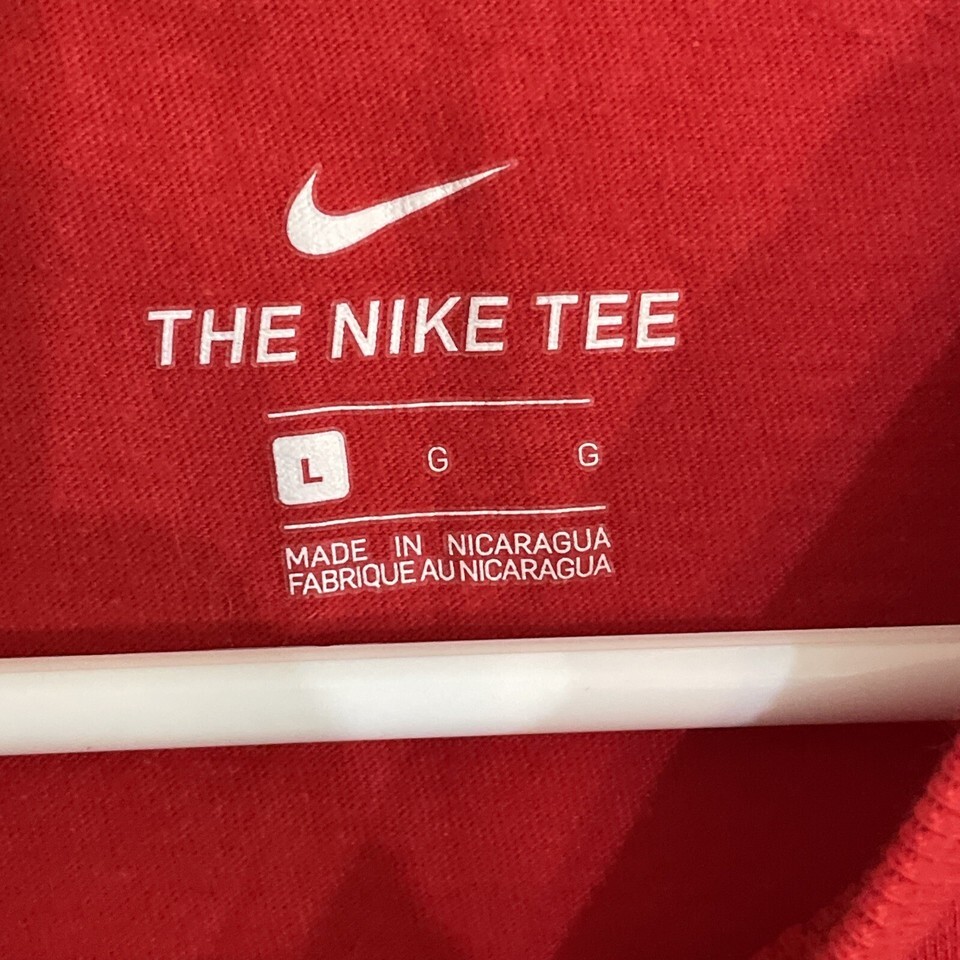 THE NIKE TEE
L G G
MADE IN NICARAGUA
FABRIQUE AU NICARAGUA